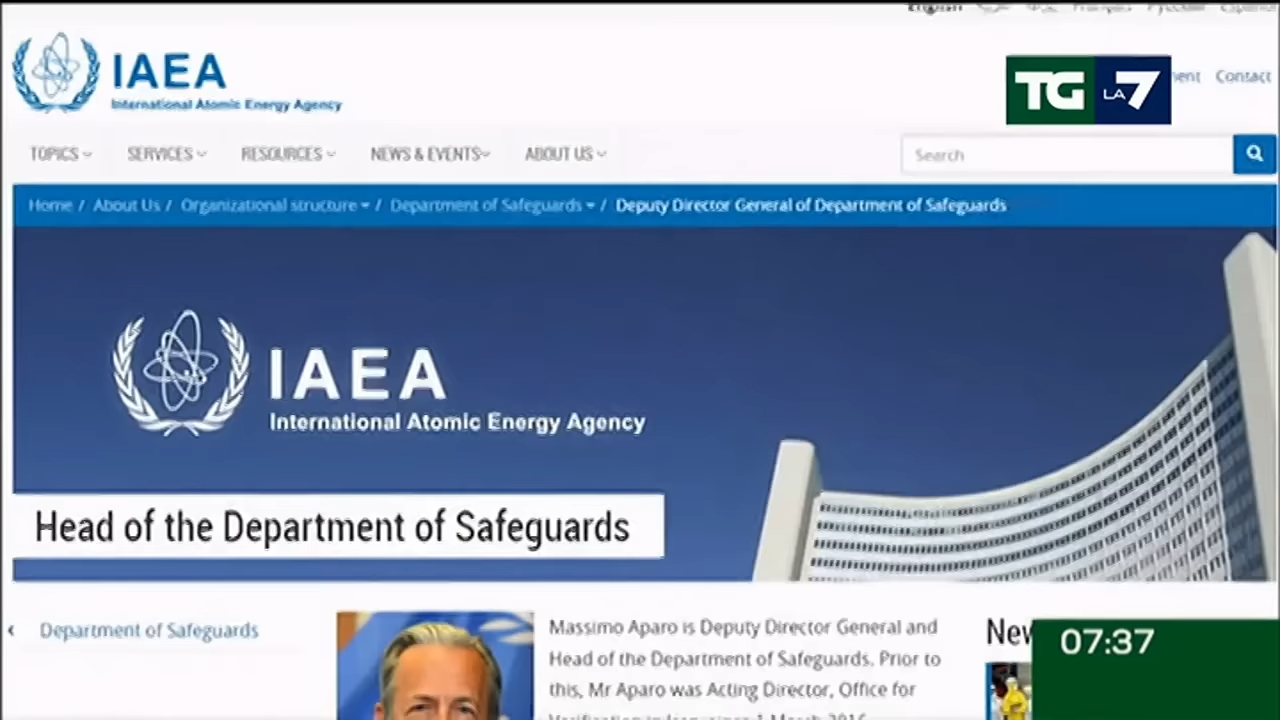 English
IAEA
International Atomic Energy Agency
TG LA 7
Contact
TOPICS
SERVICES
RESOURCES
NEWS & EVENTS
ABOUT US
Search
Home / About Us / Organizational structure / Department of Safeguards / Deputy Director General of Department of Safeguards
IAEA
International Atomic Energy Agency
Head of the Department of Safeguards
Department of Safeguards
Massimo Aparo is Deputy Director General and
Head of the Department of Safeguards. Prior to
this, Mr Aparo was Acting Director, Office for
07:37